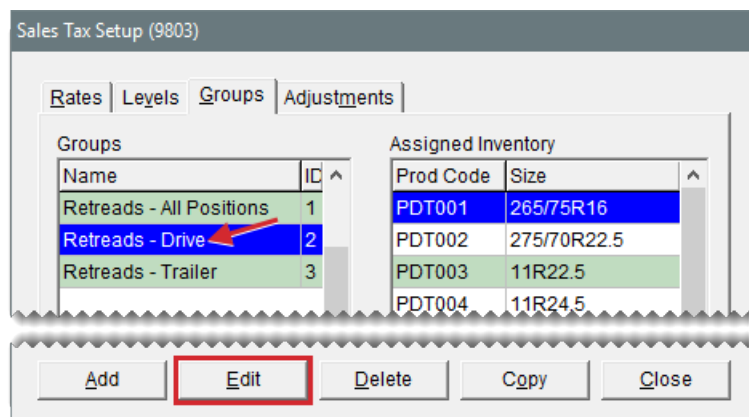 Sales Tax Setup (9803)
Rates Levels Groups Adjustments
Groups Assigned Inventory
Name ID Prod Code Size
Retreads - All Positions 1 PDT001 265/75R16
Retreads - Drive 2 PDT002 275/70R22.5
Retreads - Trailer 3 PDT003 11R22.5
PDT004 11R24.5
Add Edit Delete Copy Close